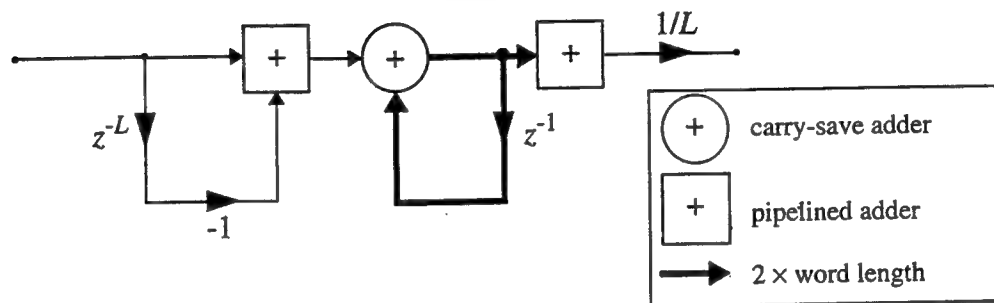 1/L
+
+
+
z^-L
z^-1
-1
+ carry-save adder
+ pipelined adder
2 × word length